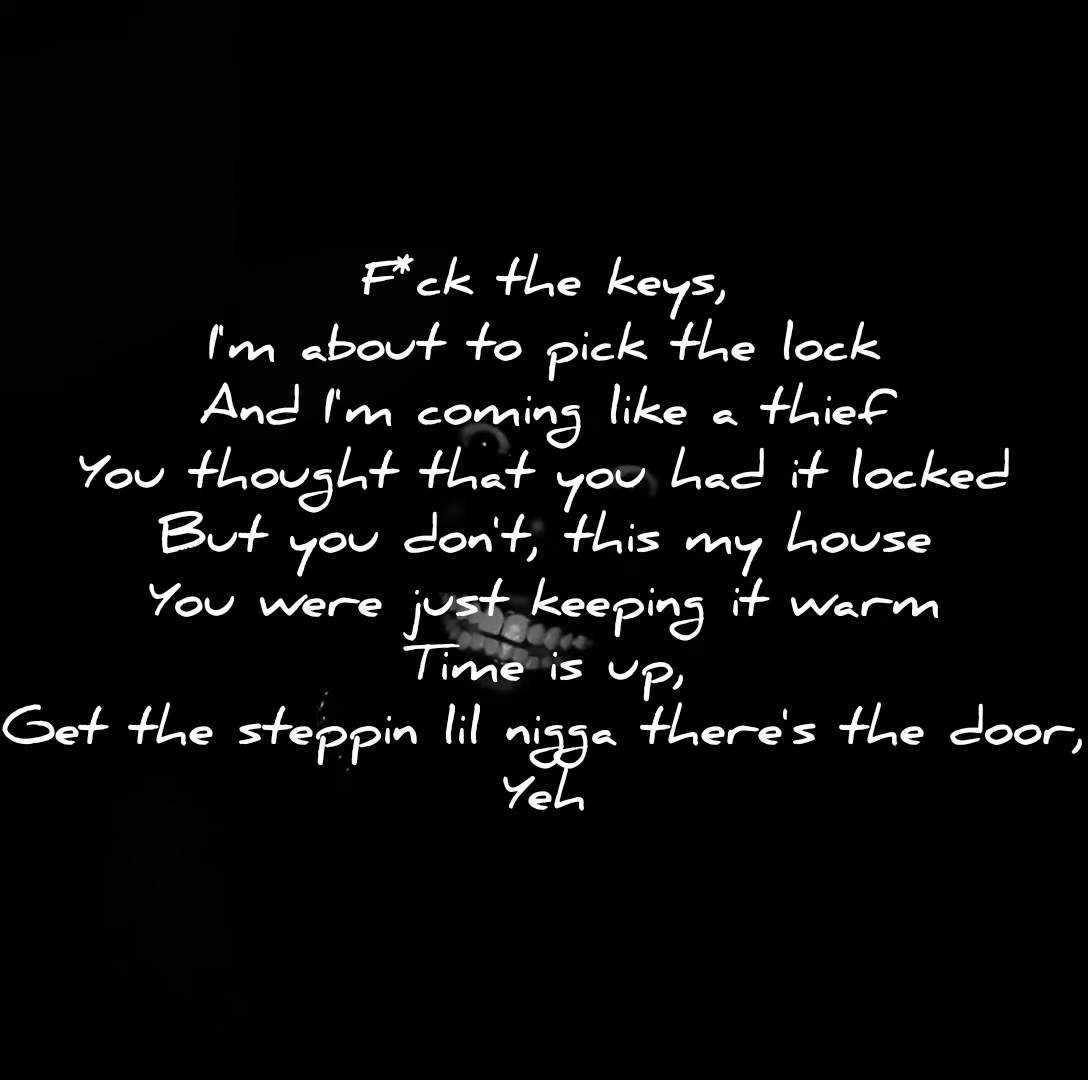 F*ck the keys,
I'm about to pick the lock
And I'm coming like a thief
You thought that you had it locked
But you don't, this my house
You were just keeping it warm
Time is up,
Get the steppin lil nigga there's the door,
Yeh